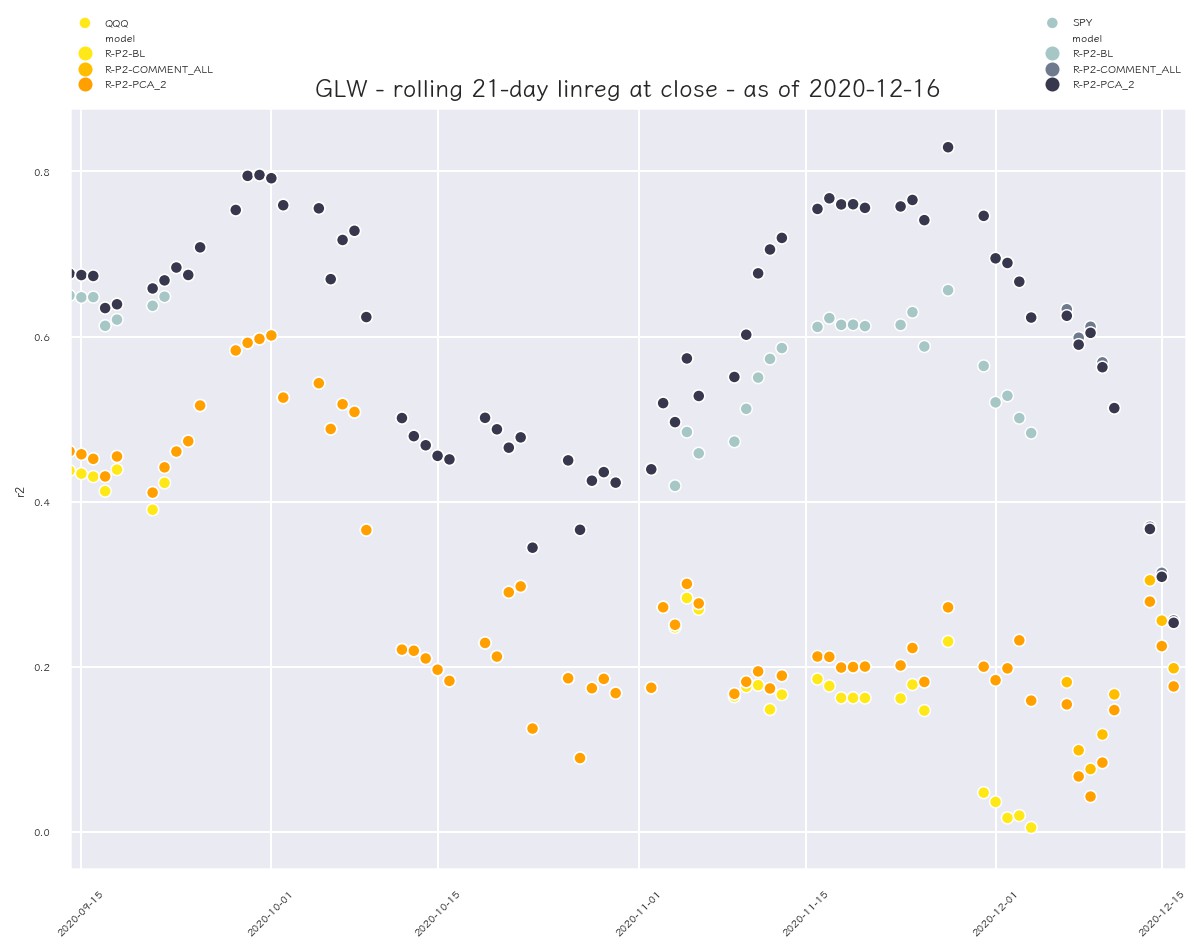 QQQ
model
R-P2-BL
R-P2-COMMENT_ALL
R-P2-PCA_2
SPY
model
R-P2-BL
R-P2-COMMENT_ALL
R-P2-PCA_2
GLW - rolling 21-day linreg at close - as of 2020-12-16
r2
0.8
0.6
0.4
0.2
0.0
2020-09-15
2020-10-01
2020-10-15
2020-11-01
2020-11-15
2020-12-01
2020-12-15